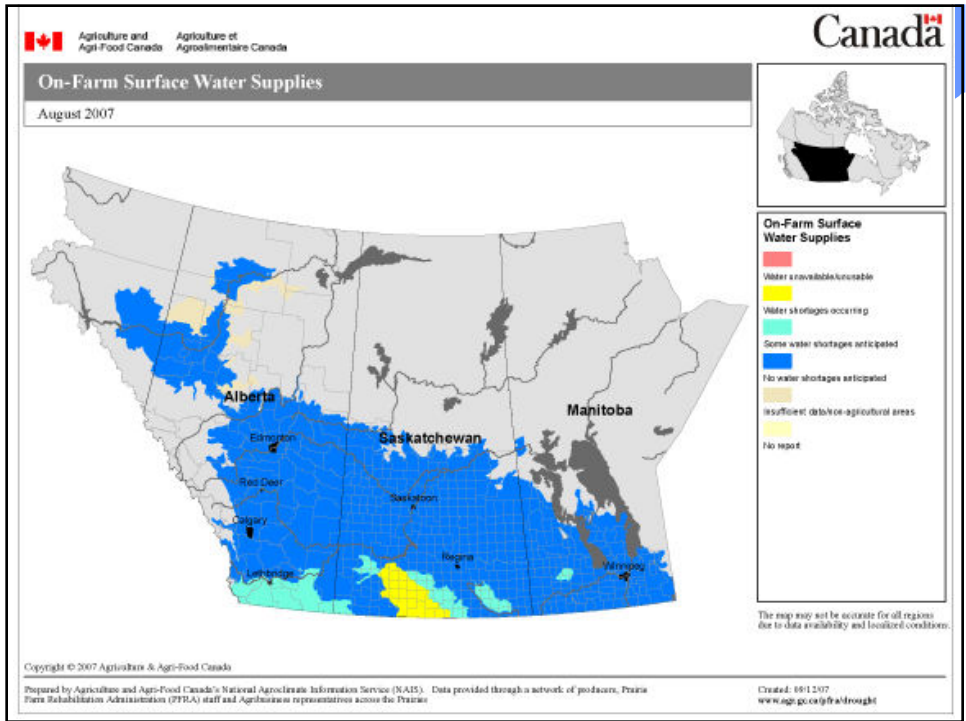 Agriculture and Agriculture et
Agri-Food Canada Agroalimentaire Canada
Canada
On-Farm Surface Water Supplies
August 2007
On-Farm Surface
Water Supplies
Water unavailable/unusable
Water shortages occurring
Some water shortages anticipated
No water shortages anticipated
Insufficient data/non-agricultural areas
No report
Alberta
Edmonton
Red Deer
Calgary
Lethbridge
Saskatchewan
Saskatoon
Regina
Manitoba
Winnipeg
The map may not be accurate for all regions
due to data availability and localized conditions.
Copyright © 2007 Agriculture & Agri-Food Canada
Prepared by Agriculture and Agri-Food Canada's National Agroclimate Information Service (NAIS). Data provided through a network of producers, Prairie
Farm Rehabilitation Administration (PFRA) staff and Agribusiness representatives across the Prairies
Created: 09/12/07
www.agr.gc.ca/pfra/drought